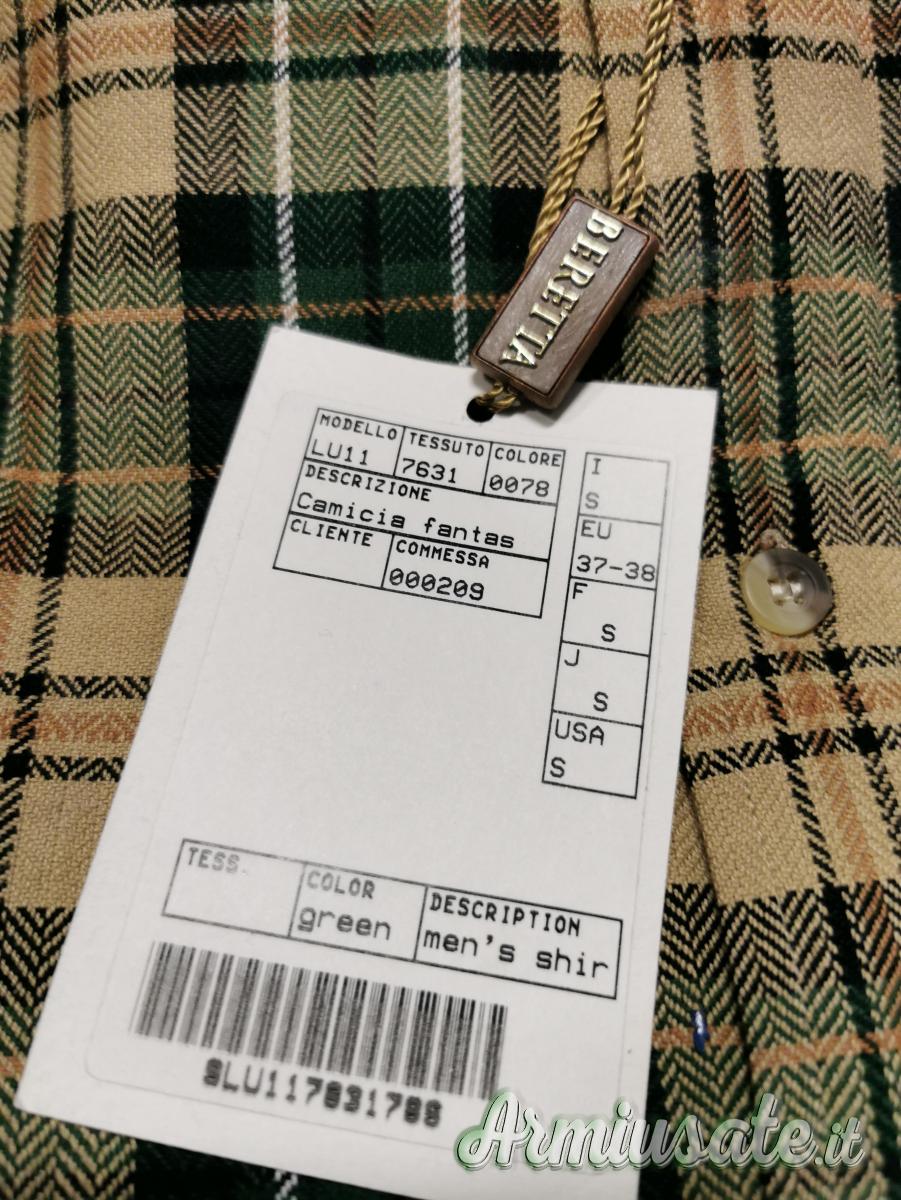 BERETTA
MODELLO TESSUTO COLORE
LU11 7631 0078
DESCRIZIONE
Camicia fantas
CLIENTE COMMESSA
000209
I
S
EU
37-38
F
S
J
S
USA
S
TESS. COLOR DESCRIPTION
green men's shir
Armiusate.it